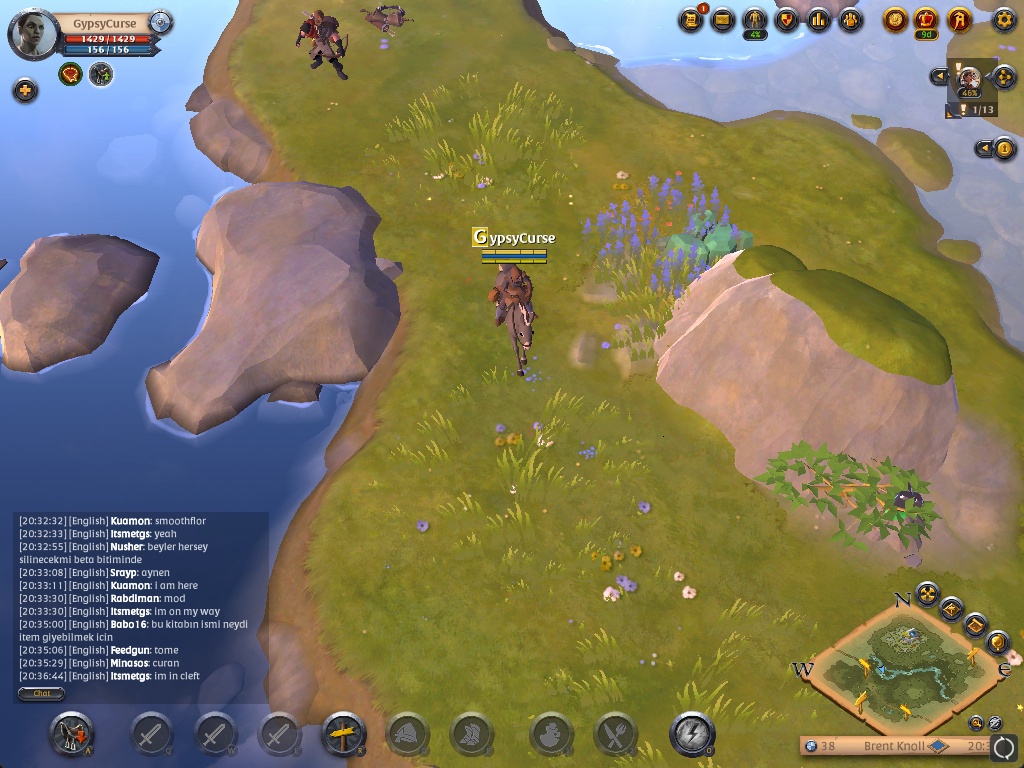 GypsyCurse
1429 / 1429
156 / 156
1
4%
9d
46%
1/13
GypsyCurse
[20:32:32] [English] Kuamon: smoothflor
[20:32:33] [English] Itsmetgs: yeah
[20:32:55] [English] Nusher: beyler hersey
silinecekmi beta bitiminde
[20:33:08] [English] Srayp: aynen
[20:33:11] [English] Kuamon: i am here
[20:33:30] [English] Rabdiman: mod
[20:33:30] [English] Itsmetgs: im on my way
[20:35:00] [English] Babo16: bu kitabın ismi neydi
item giyebilmek icin
[20:35:06] [English] Feedgun: tome
[20:35:29] [English] Minasos: curan
[20:36:44] [English] Itsmetgs: im in cleft
Chat
N
W
E
A
Q
W
E
R
38
Brent Knoll
20:3